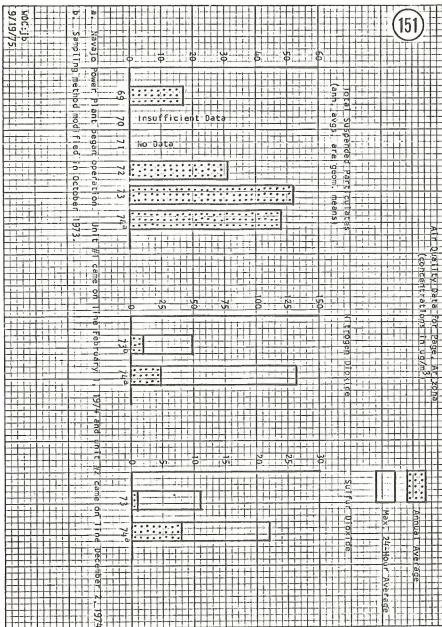 151
Air Quality Data for Page, Arizona
(concentrations in ug/m3)
Annual Average
Max. 24-Hour Average
Total Suspended Particulates
(ann. avgs. are geom. means)
60
50
40
30
20
10
0
69
70
71
72
73
74a
Insufficient Data
No Data
Nitrogen Dioxide
150
125
100
75
50
25
0
73b
74a
Sulfur Dioxide
30
25
20
15
10
5
0
73
74a
a. Navajo Power Plant began operation. Unit #1 came on line February 1, 1974 and unit #2 came on line December 2, 1974
b. Sampling method modified in October 1973.
WOC:jb
9/19/75